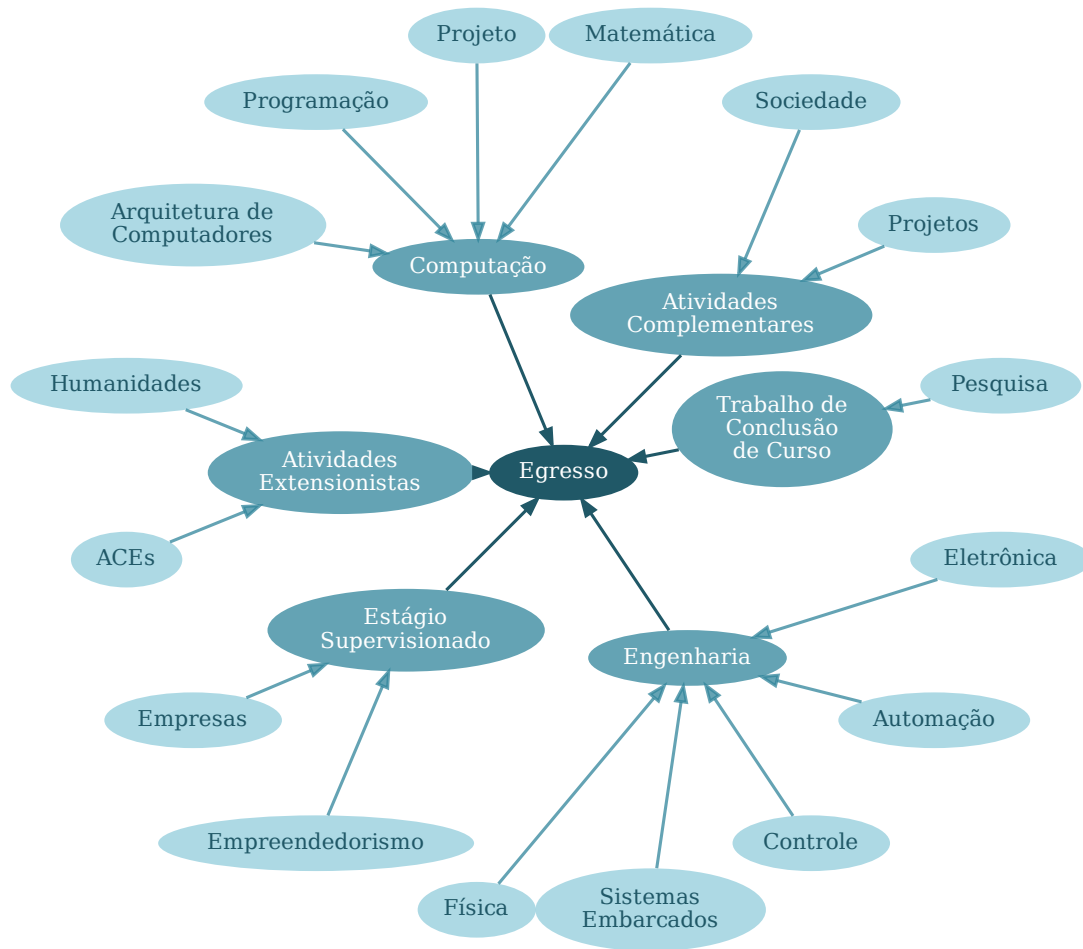 Projeto
Matemática
Programação
Sociedade
Arquitetura de
Computadores
Projetos
Computação
Atividades
Complementares
Humanidades
Pesquisa
Trabalho de
Conclusão
de Curso
Atividades
Extensionistas
Egresso
ACEs
Eletrônica
Estágio
Supervisionado
Engenharia
Empresas
Automação
Empreendedorismo
Controle
Física
Sistemas
Embarcados